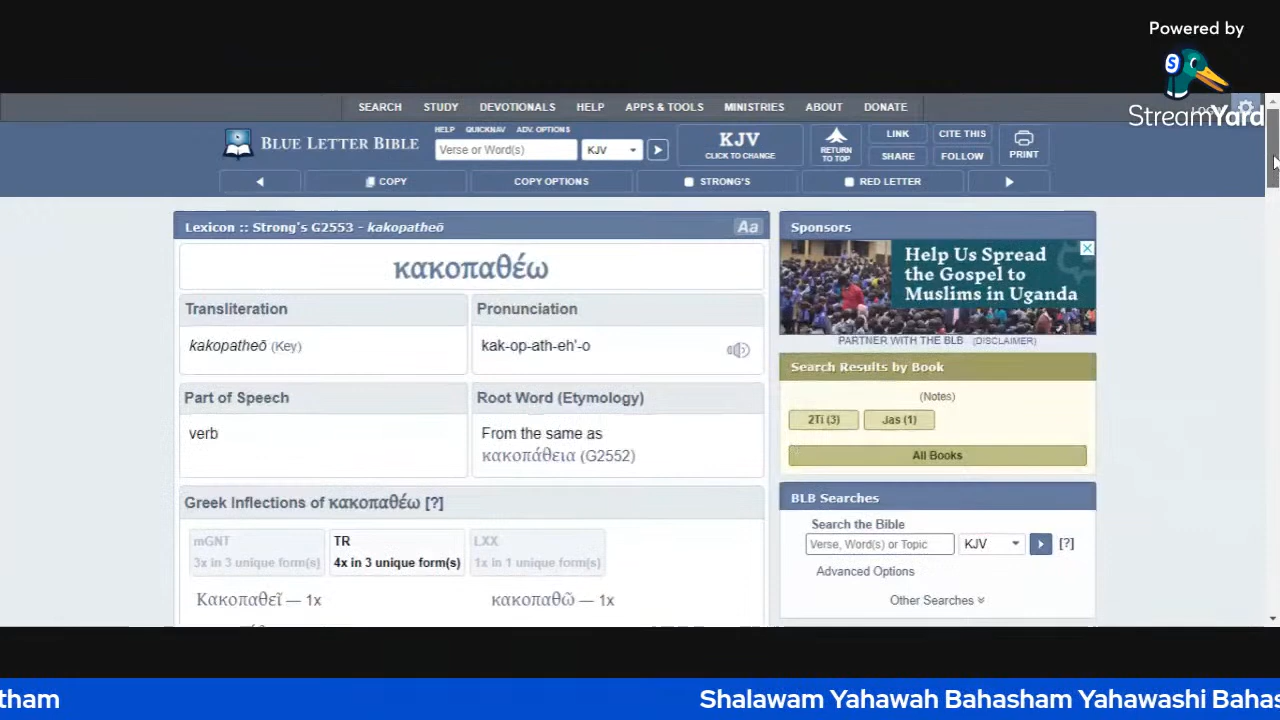 Powered by
StreamYard
SEARCH STUDY DEVOTIONALS HELP APPS & TOOLS MINISTRIES ABOUT DONATE
HELP QUICKNAV ADV. OPTIONS
BLUE LETTER BIBLE
Verse or Word(s)
KJV
KJV
CLICK TO CHANGE
RETURN
TO TOP
LINK
CITE THIS
SHARE
FOLLOW
PRINT
COPY
COPY OPTIONS
STRONG'S
RED LETTER
Lexicon :: Strong's G2553 - kakopatheō
Aa
κακοπαθέω
Transliteration
Pronunciation
kakopatheō (Key)
kak-op-ath-eh'-o
Part of Speech
Root Word (Etymology)
verb
From the same as
κακοπάθεια (G2552)
Greek Inflections of κακοπαθέω [?]
mGNT
3x in 3 unique form(s)
TR
4x in 3 unique form(s)
LXX
1x in 1 unique form(s)
Κακοπαθεῖ — 1x
κακοπαθῶ — 1x
Sponsors
Help Us Spread
the Gospel to
Muslims in Uganda
PARTNER WITH THE BLB (DISCLAIMER)
Search Results by Book
(Notes)
2Ti (3)
Jas (1)
All Books
BLB Searches
Search the Bible
Verse, Word(s) or Topic
KJV
[?]
Advanced Options
Other Searches
tham
Shalawam Yahawah Bahasham Yahawashi Bahas